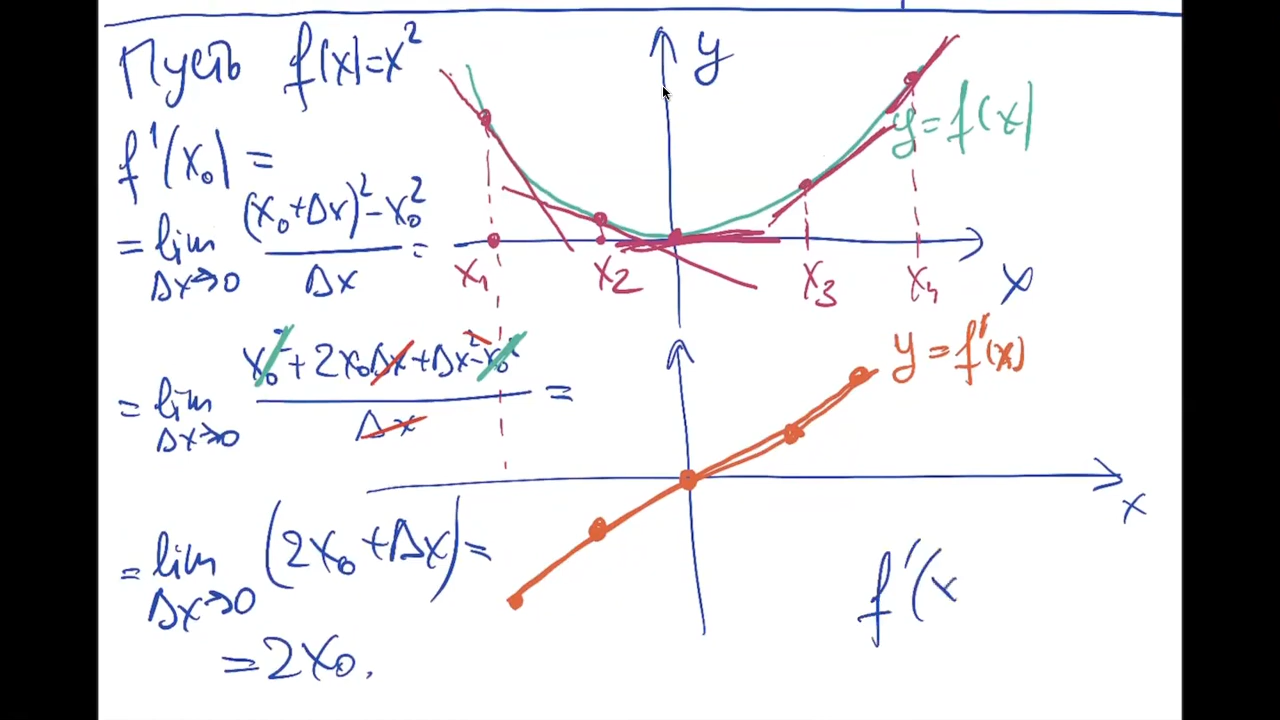 Пусть f(x)=x²
f'(x₀) =
= lim (x₀+Δx)²-x₀² / Δx =
Δx→0
= lim x₀²+2x₀Δx+Δx²-x₀² / Δx =
Δx→0
= lim (2x₀+Δx)=
Δx→0
=2x₀.
y
y=f(x)
x₁ x₂ x₃ x₄ x
y=f'(x)
x
f'(x